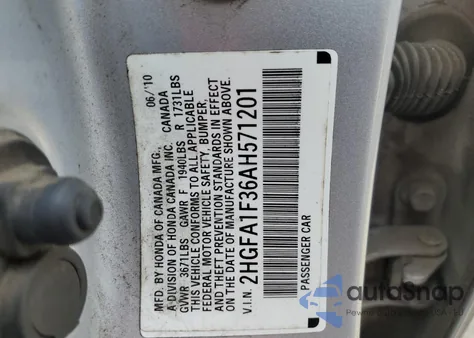 MFD. BY HONDA OF CANADA MFG. 06/'10
A DIVISION OF HONDA CANADA INC. CANADA
GVWR 3671LBS GAWR F 1940LBS R 1731LBS
THIS VEHICLE CONFORMS TO ALL APPLICABLE
FEDERAL MOTOR VEHICLE SAFETY, BUMPER,
AND THEFT PREVENTION STANDARDS IN EFFECT
ON THE DATE OF MANUFACTURE SHOWN ABOVE.
V.I.N. 2HGFA1F36AH571201
PASSENGER CAR
autoSnap